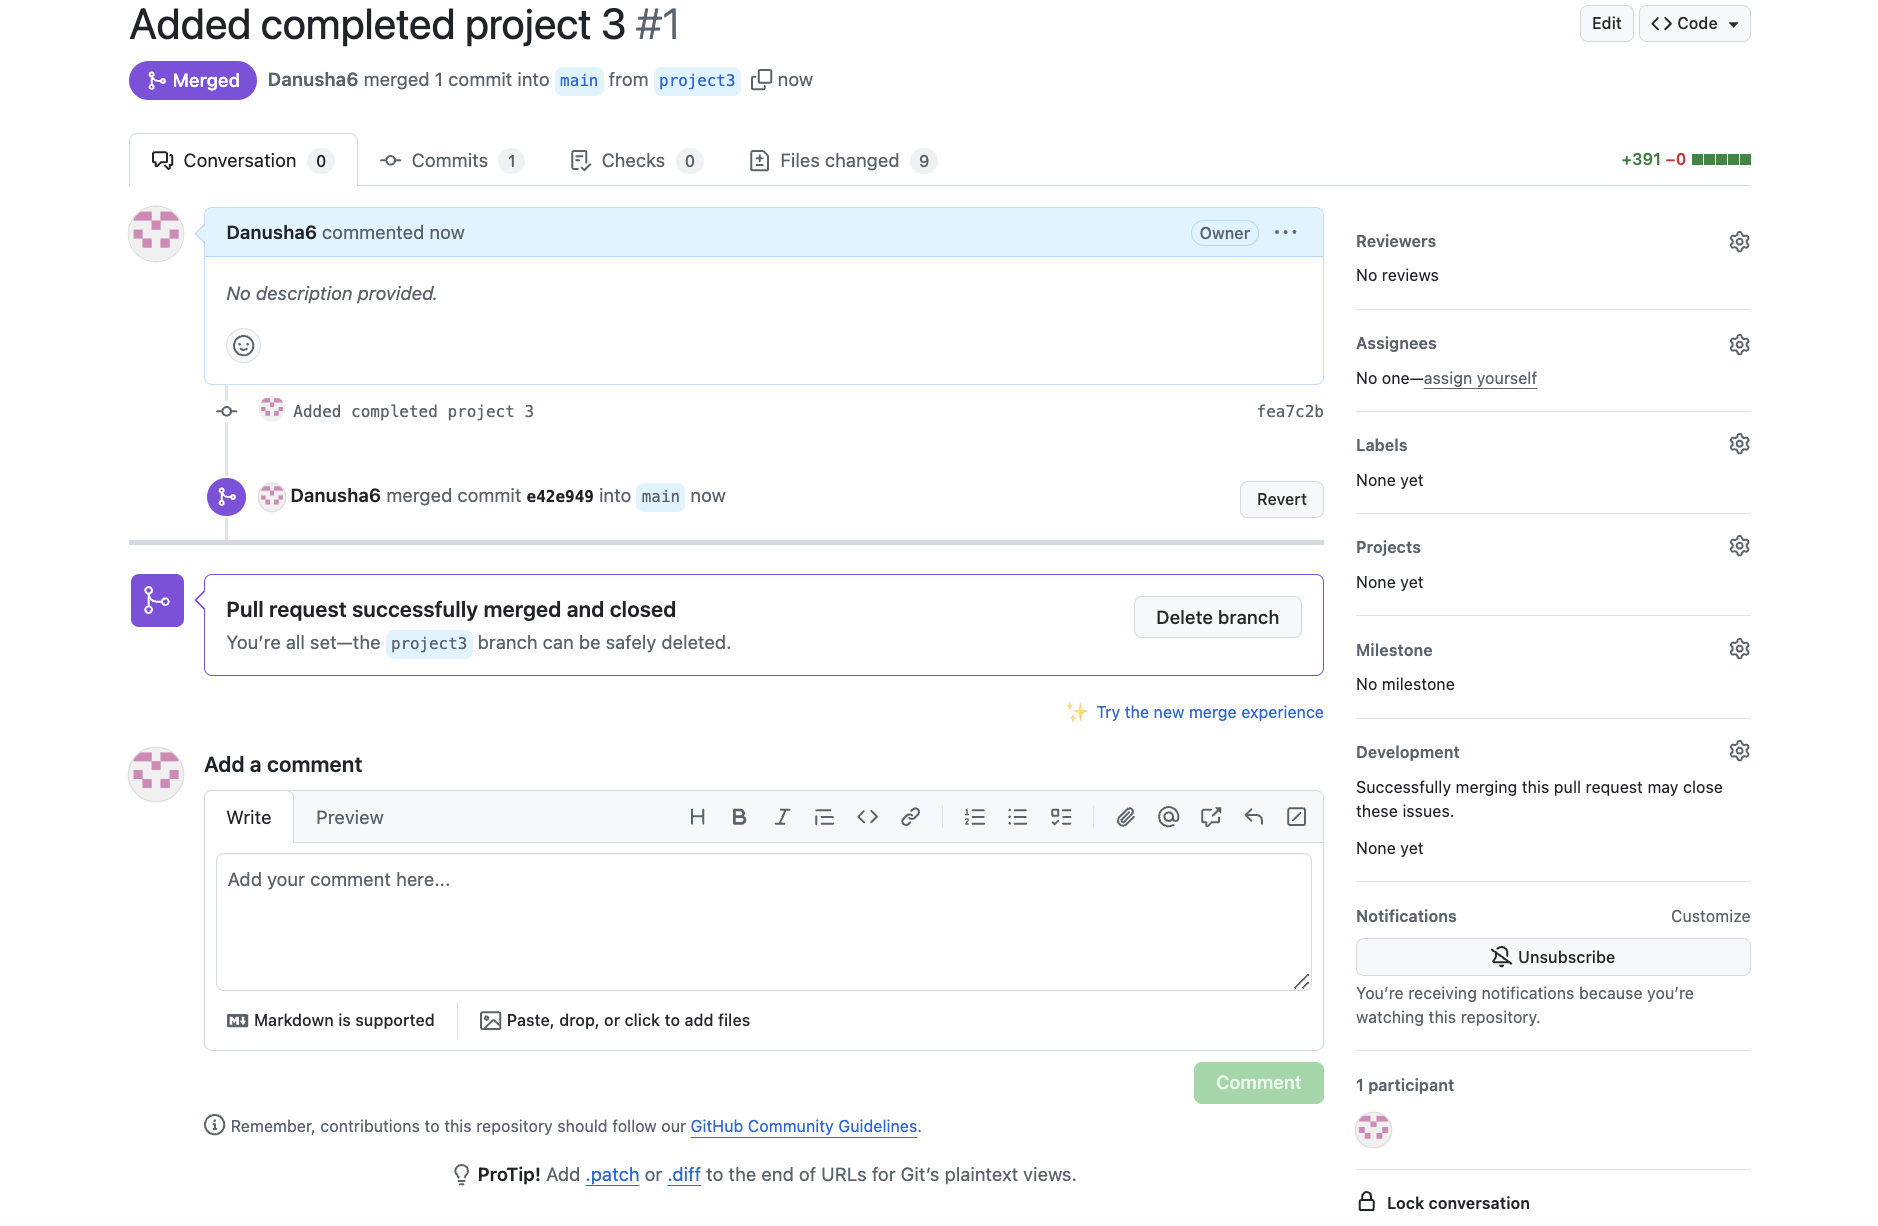 Added completed project 3 #1
Edit
Code
Merged
Danusha6 merged 1 commit into main from project3 now
Conversation 0
Commits 1
Checks 0
Files changed 9
+391 −0
Danusha6 commented now
Owner
No description provided.
Added completed project 3
fea7c2b
Danusha6 merged commit e42e949 into main now
Revert
Pull request successfully merged and closed
You’re all set—the project3 branch can be safely deleted.
Delete branch
Try the new merge experience
Add a comment
Write
Preview
Add your comment here...
Markdown is supported
Paste, drop, or click to add files
Comment
Remember, contributions to this repository should follow our GitHub Community Guidelines.
ProTip! Add .patch or .diff to the end of URLs for Git’s plaintext views.
Reviewers
No reviews
Assignees
No one—assign yourself
Labels
None yet
Projects
None yet
Milestone
No milestone
Development
Successfully merging this pull request may close
these issues.
None yet
Notifications
Customize
Unsubscribe
You’re receiving notifications because you’re
watching this repository.
1 participant
Lock conversation